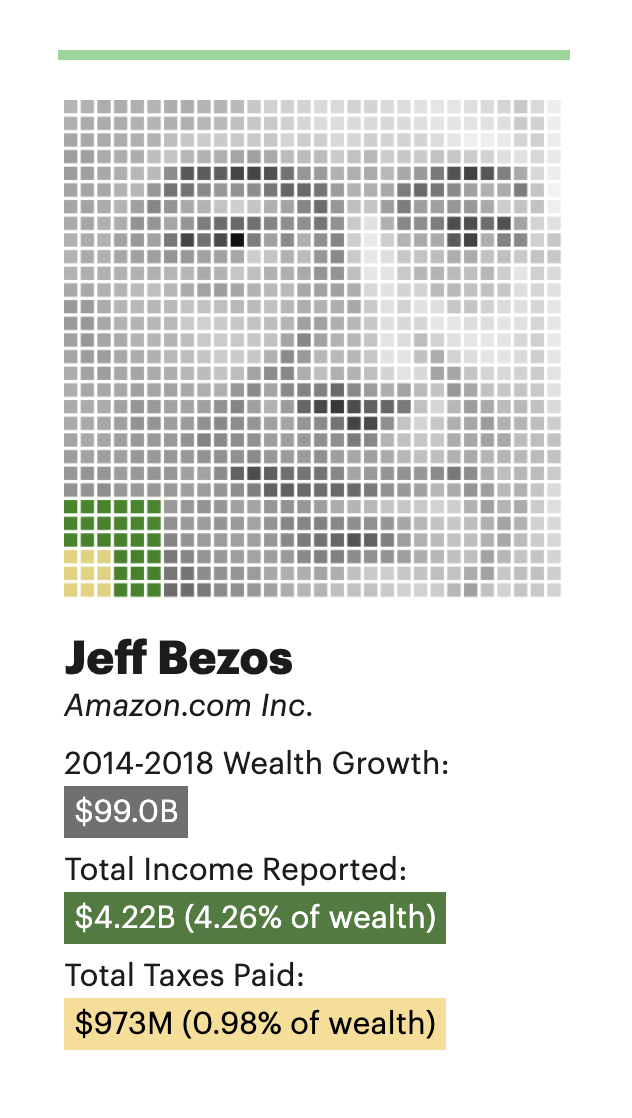 Jeff Bezos
Amazon.com Inc.
2014-2018 Wealth Growth:
$99.0B
Total Income Reported:
$4.22B (4.26% of wealth)
Total Taxes Paid:
$973M (0.98% of wealth)